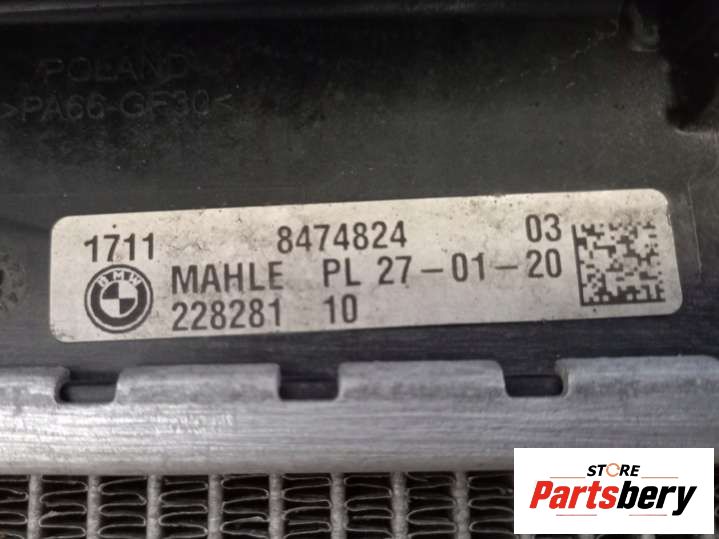 POLAND
>PA66-GF30<
1711 8474824 03
BMW
MAHLE PL 27-01-20
228281 10
STORE
Partsbery